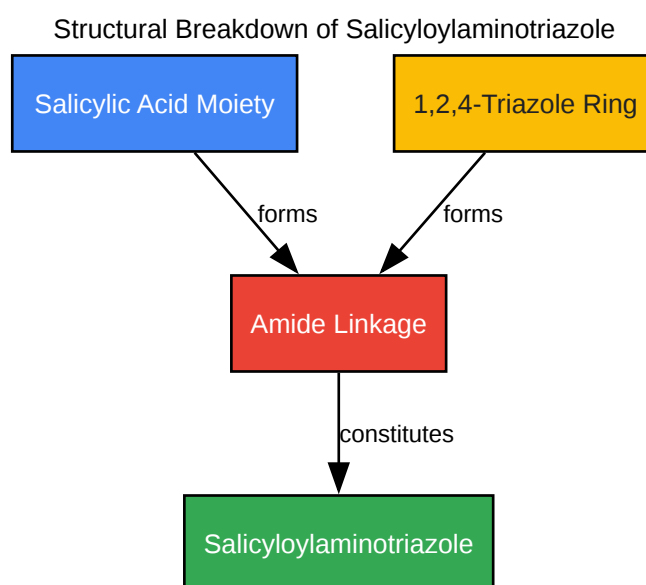 Structural Breakdown of Salicyloylaminotriazole
Salicylic Acid Moiety
1,2,4-Triazole Ring
forms
forms
Amide Linkage
constitutes
Salicyloylaminotriazole